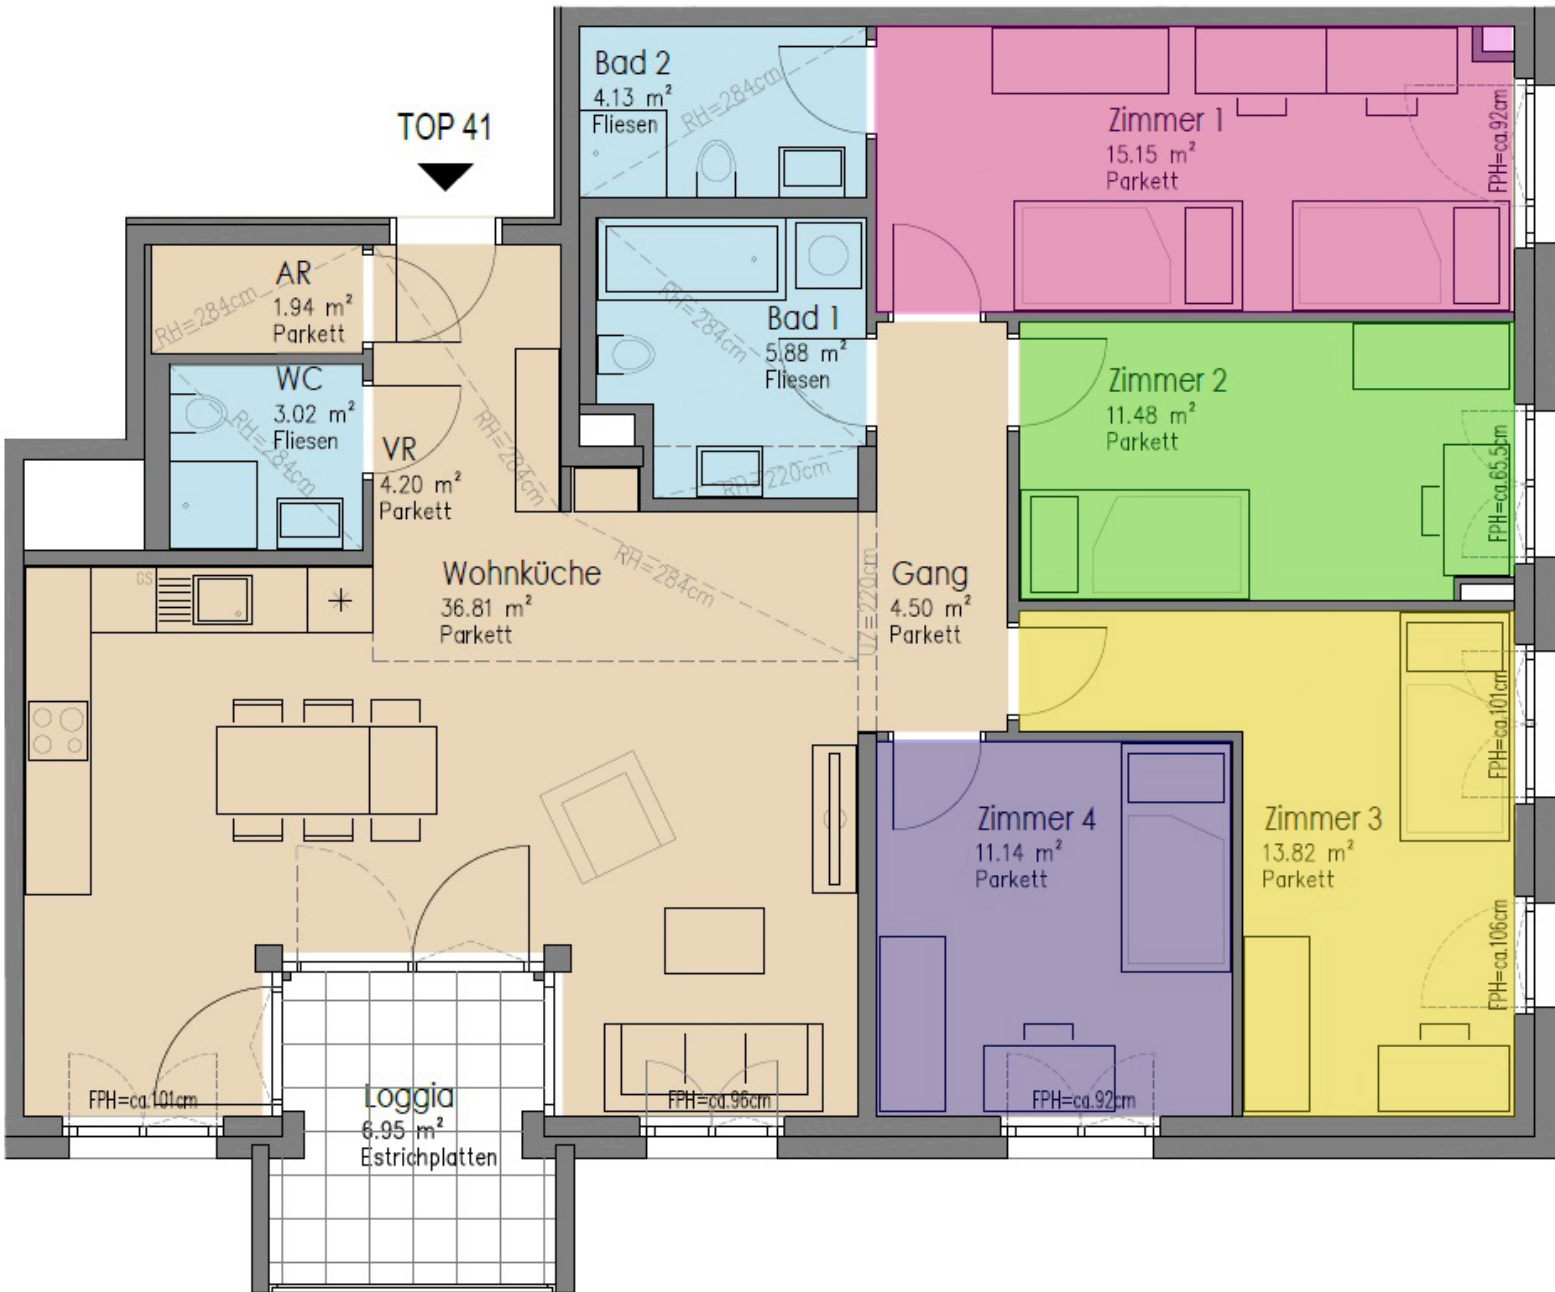 TOP 41
Bad 2
4.13 m²
Fliesen
RH=284cm
Zimmer 1
15.15 m²
Parkett
FPH=ca.92cm
AR
1.94 m²
Parkett
RH=284cm
WC
3.02 m²
Fliesen
RH=284cm
VR
4.20 m²
Parkett
RH=284cm
Bad 1
5.88 m²
Fliesen
RH=284cm
RH=220cm
Zimmer 2
11.48 m²
Parkett
FPH=ca.65.5cm
GS
Wohnküche
36.81 m²
Parkett
RH=284cm
UZ=220cm
Gang
4.50 m²
Parkett
FPH=ca.101cm
Zimmer 4
11.14 m²
Parkett
Zimmer 3
13.82 m²
Parkett
FPH=ca.106cm
FPH=ca.101cm
Loggia
6.95 m²
Estrichplatten
FPH=ca.96cm
FPH=ca.92cm